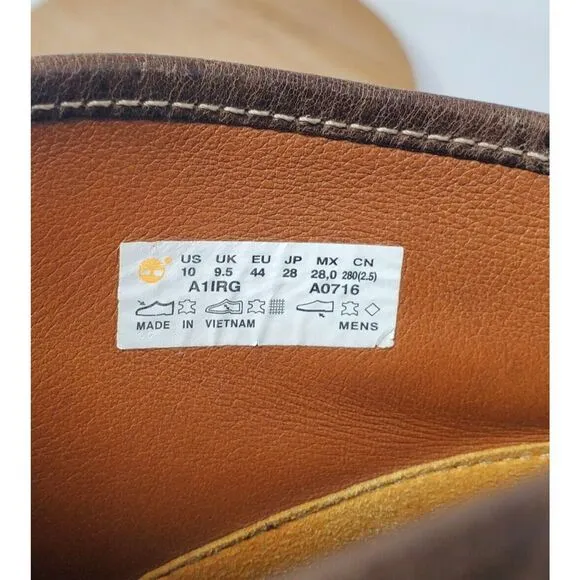 US UK EU JP MX CN
10 9.5 44 28 28,0 280(2.5)
A1IRG A0716
MADE IN VIETNAM MENS